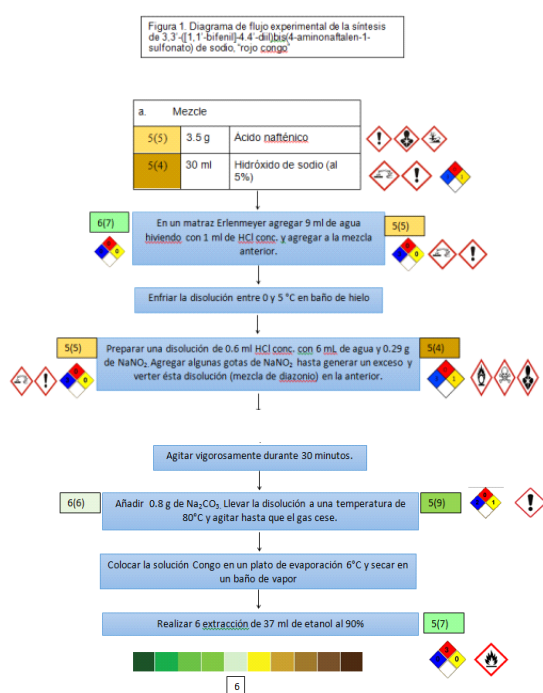 Figura 1. Diagrama de flujo experimental de la síntesis
de 3,3'-([1,1'-bifenil]-4.4'-diil)bis(4-aminonaftalen-1-
sulfonato) de sodio, "rojo congo"
a. Mezcle
5(5) 3.5 g Ácido nafténico
5(4) 30 ml Hidróxido de sodio (al
5%)
6(7)
En un matraz Erlenmeyer agregar 9 ml de agua
hiviendo con 1 ml de HCl conc. y agregar a la mezcla
anterior.
5(5)
Enfriar la disolución entre 0 y 5 °C en baño de hielo
5(5)
Preparar una disolución de 0.6 ml HCl conc. con 6 mL de agua y 0.29 g
de NaNO2. Agregar algunas gotas de NaNO2 hasta generar un exceso y
verter ésta disolución (mezcla de diazonio) en la anterior.
5(4)
Agitar vigorosamente durante 30 minutos.
6(6)
Añadir 0.8 g de Na2CO3. Llevar la disolución a una temperatura de
80°C y agitar hasta que el gas cese.
5(9)
Colocar la solución Congo en un plato de evaporación 6°C y secar en
un baño de vapor
Realizar 6 extracción de 37 ml de etanol al 90%
5(7)
6